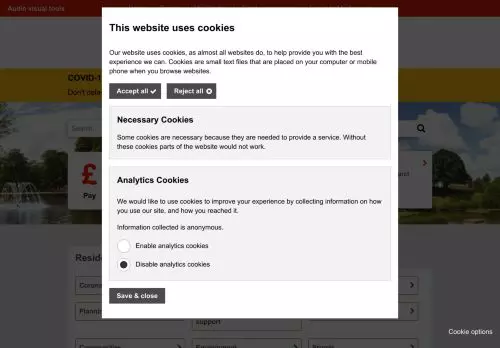 Audio visual tools
This website uses cookies
Our website uses cookies, as almost all websites do, to help provide you with the best
experience we can. Cookies are small text files that are placed on your computer or mobile
phone when you browse websites.
Accept all
Reject all
COVID-1
Don't dela
Necessary Cookies
Some cookies are necessary because they are needed to provide a service. Without
these cookies parts of the website would not work.
Search
Analytics Cookies
We would like to use cookies to improve your experience by collecting information on how
you use our site, and how you reached it.
£
Pay
Information collected is anonymous.
Enable analytics cookies
Disable analytics cookies
Reside
Corona
Save & close
Plannin
support
Cookie options
Communities
Environment
Streets